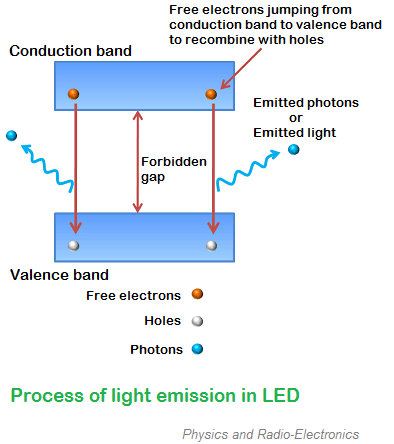 Free electrons jumping from
conduction band to valence band
to recombine with holes
Conduction band
Emitted photons
or
Emitted light
Forbidden
gap
Valence band
Free electrons
Holes
Photons
Process of light emission in LED
Physics and Radio-Electronics